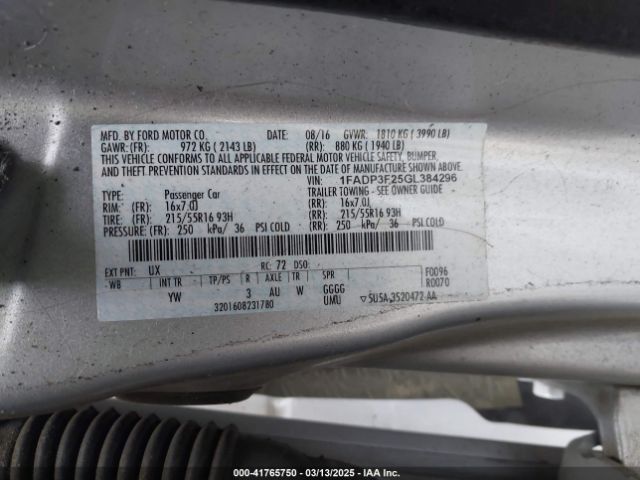 MFD. BY FORD MOTOR CO. DATE: 08/16 GVWR: 1810 KG ( 3990 LB)
GAWR:(FR): 972 KG ( 2143 LB) (RR): 880 KG ( 1940 LB)
THIS VEHICLE CONFORMS TO ALL APPLICABLE FEDERAL MOTOR VEHICLE SAFETY, BUMPER,
AND THEFT PREVENTION STANDARDS IN EFFECT ON THE DATE OF MANUFACTURE SHOWN ABOVE.
VIN: 1FADP3F25GL384296
TYPE: Passenger Car TRAILER TOWING - SEE OWNER GUIDE
RIM: (FR) 16x7.0J (RR): 16x7.0J
TIRE: (FR) 215/55R16 93H (RR): 215/55R16 93H
PRESSURE: (FR) 250 kPa/ 36 PSI COLD (RR) 250 kPa/ 36 PSI COLD
EXT PNT: UX RC: 72 DSO: F0096
WB INT TR TP/PS R AXLE TR SPR R0070
YW 3 AU W GGGG
3201608231780 UMU ▽5U5A 3520472 AA
000-41765750 — 03/13/2025 — IAA Inc.